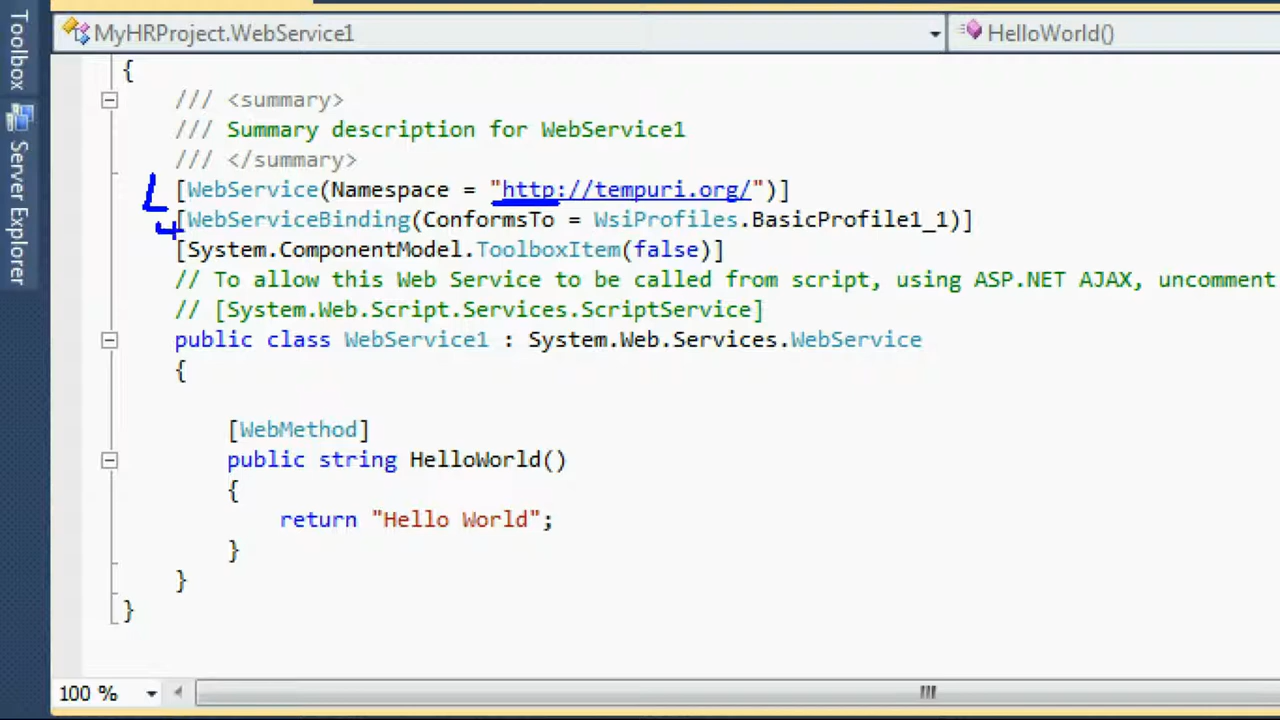 Toolbox
Server Explorer
MyHRProject.WebService1
HelloWorld()
{
/// <summary>
/// Summary description for WebService1
/// </summary>
[WebService(Namespace = "http://tempuri.org/")]
[WebServiceBinding(ConformsTo = WsiProfiles.BasicProfile1_1)]
[System.ComponentModel.ToolboxItem(false)]
// To allow this Web Service to be called from script, using ASP.NET AJAX, uncomment
// [System.Web.Script.Services.ScriptService]
public class WebService1 : System.Web.Services.WebService
{
[WebMethod]
public string HelloWorld()
{
return "Hello World";
}
}
}
100 %